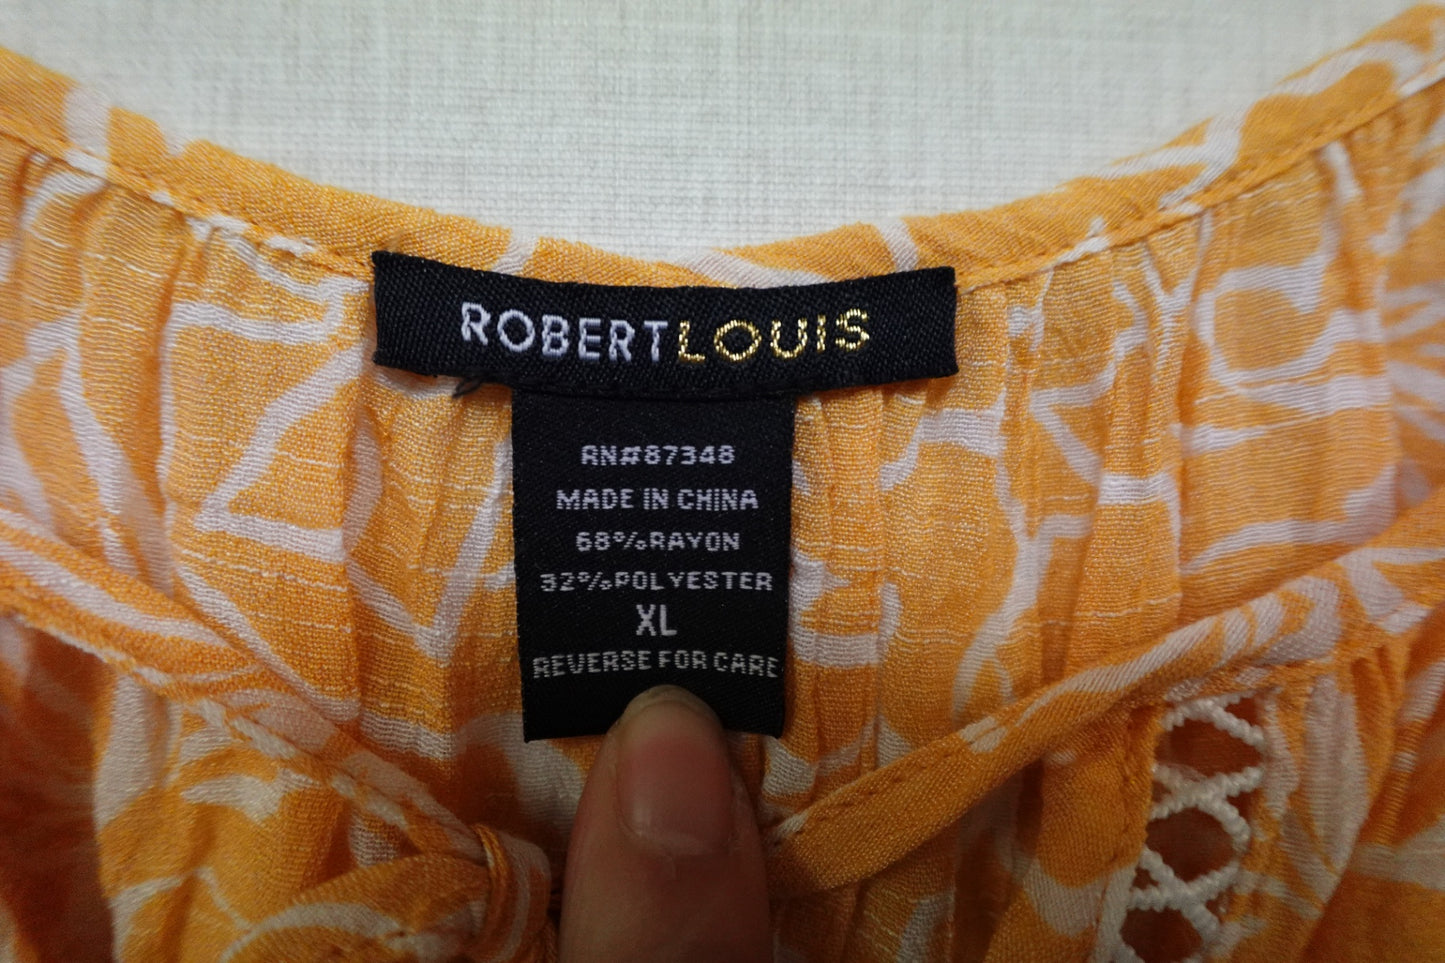 ROBERTLOUIS
RN#87348
MADE IN CHINA
68%RAYON
32%POLYESTER
XL
REVERSE FOR CARE